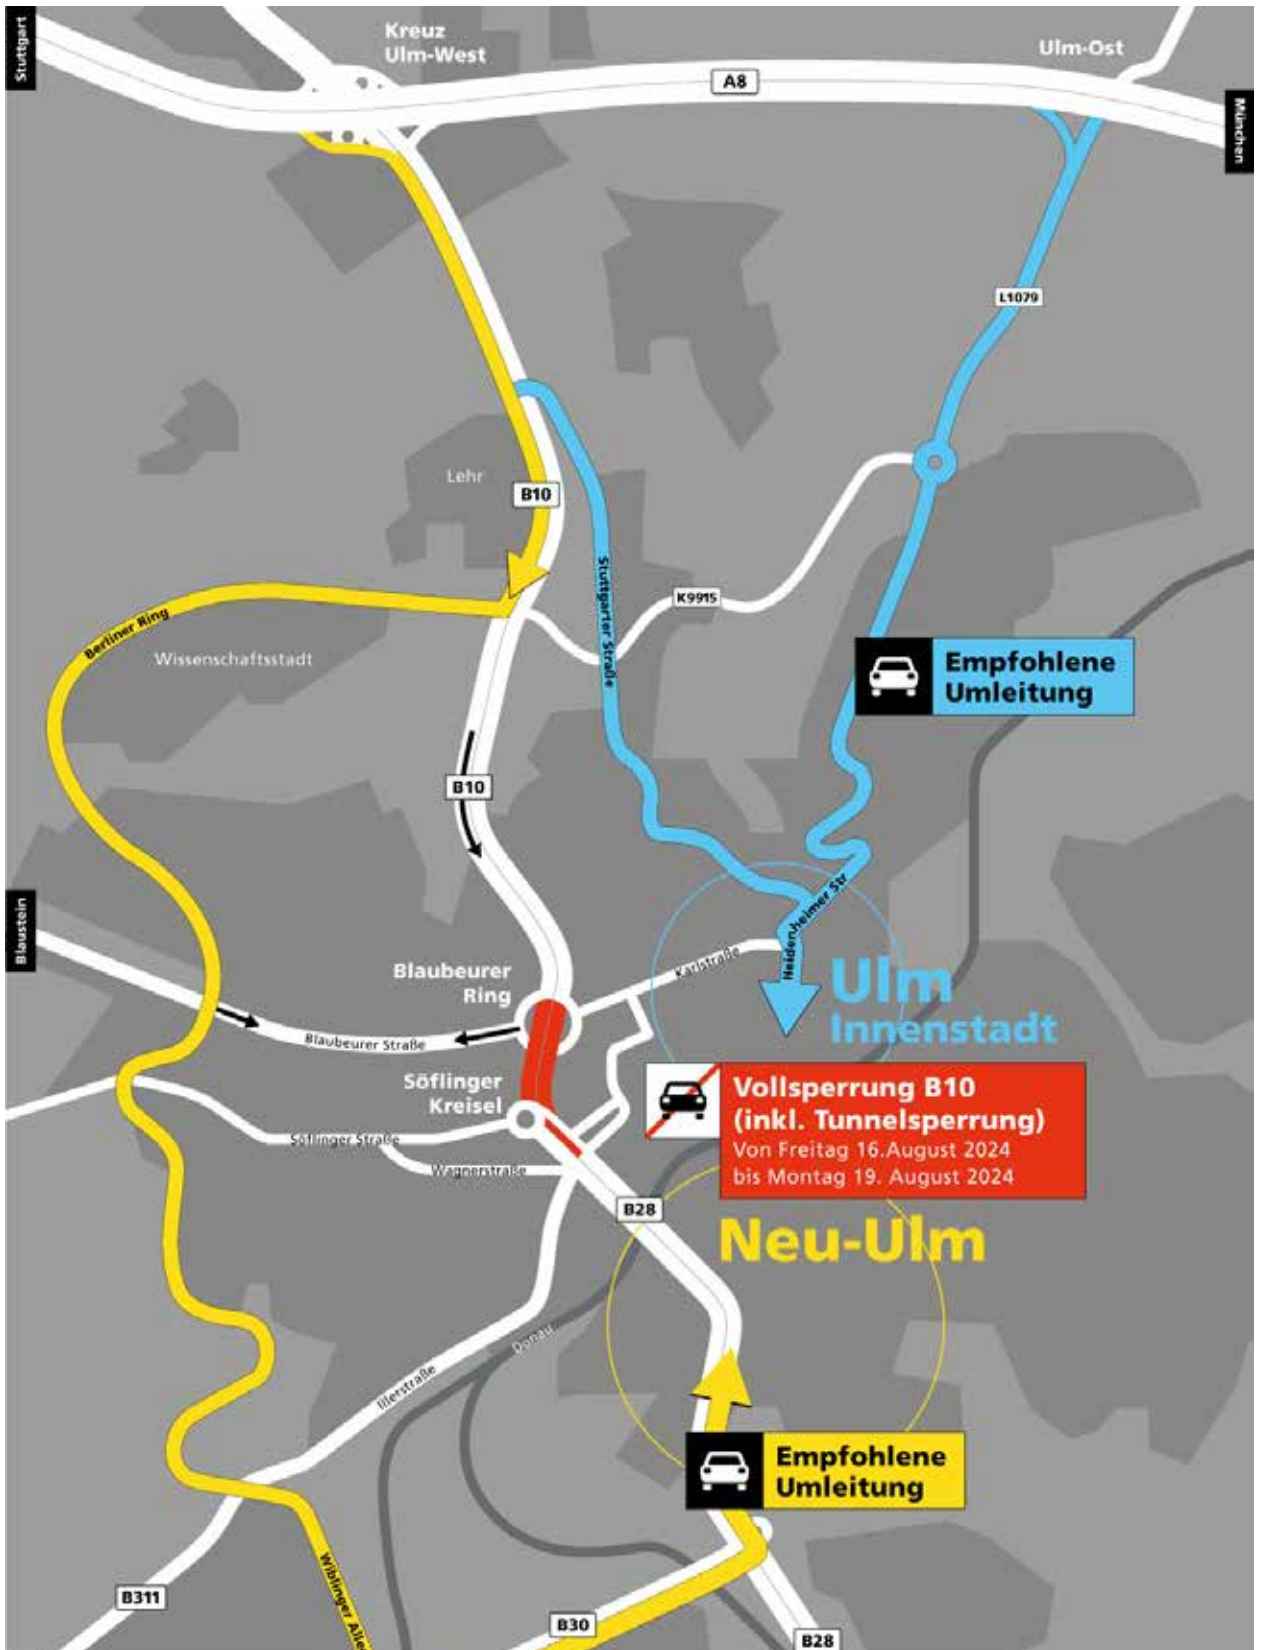 Stuttgart
Kreuz
Ulm-West
Ulm-Ost
A8
München
L1079
Lehr
B10
Stuttgarter Straße
K9915
Berliner Ring
Wissenschaftsstadt
Empfohlene
Umleitung
B10
Heidenheimer Str
Blaustein
Blaubeurer
Ring
Karlstraße
Ulm
Innenstadt
Blaubeurer Straße
Söflinger
Kreisel
Vollsperrung B10
(inkl. Tunnelsperrung)
Von Freitag 16.August 2024
bis Montag 19. August 2024
Söflinger Straße
Wagnerstraße
B28
Neu-Ulm
Donau
Illerstraße
Empfohlene
Umleitung
Wiblinger Allee
B311
B30
B28